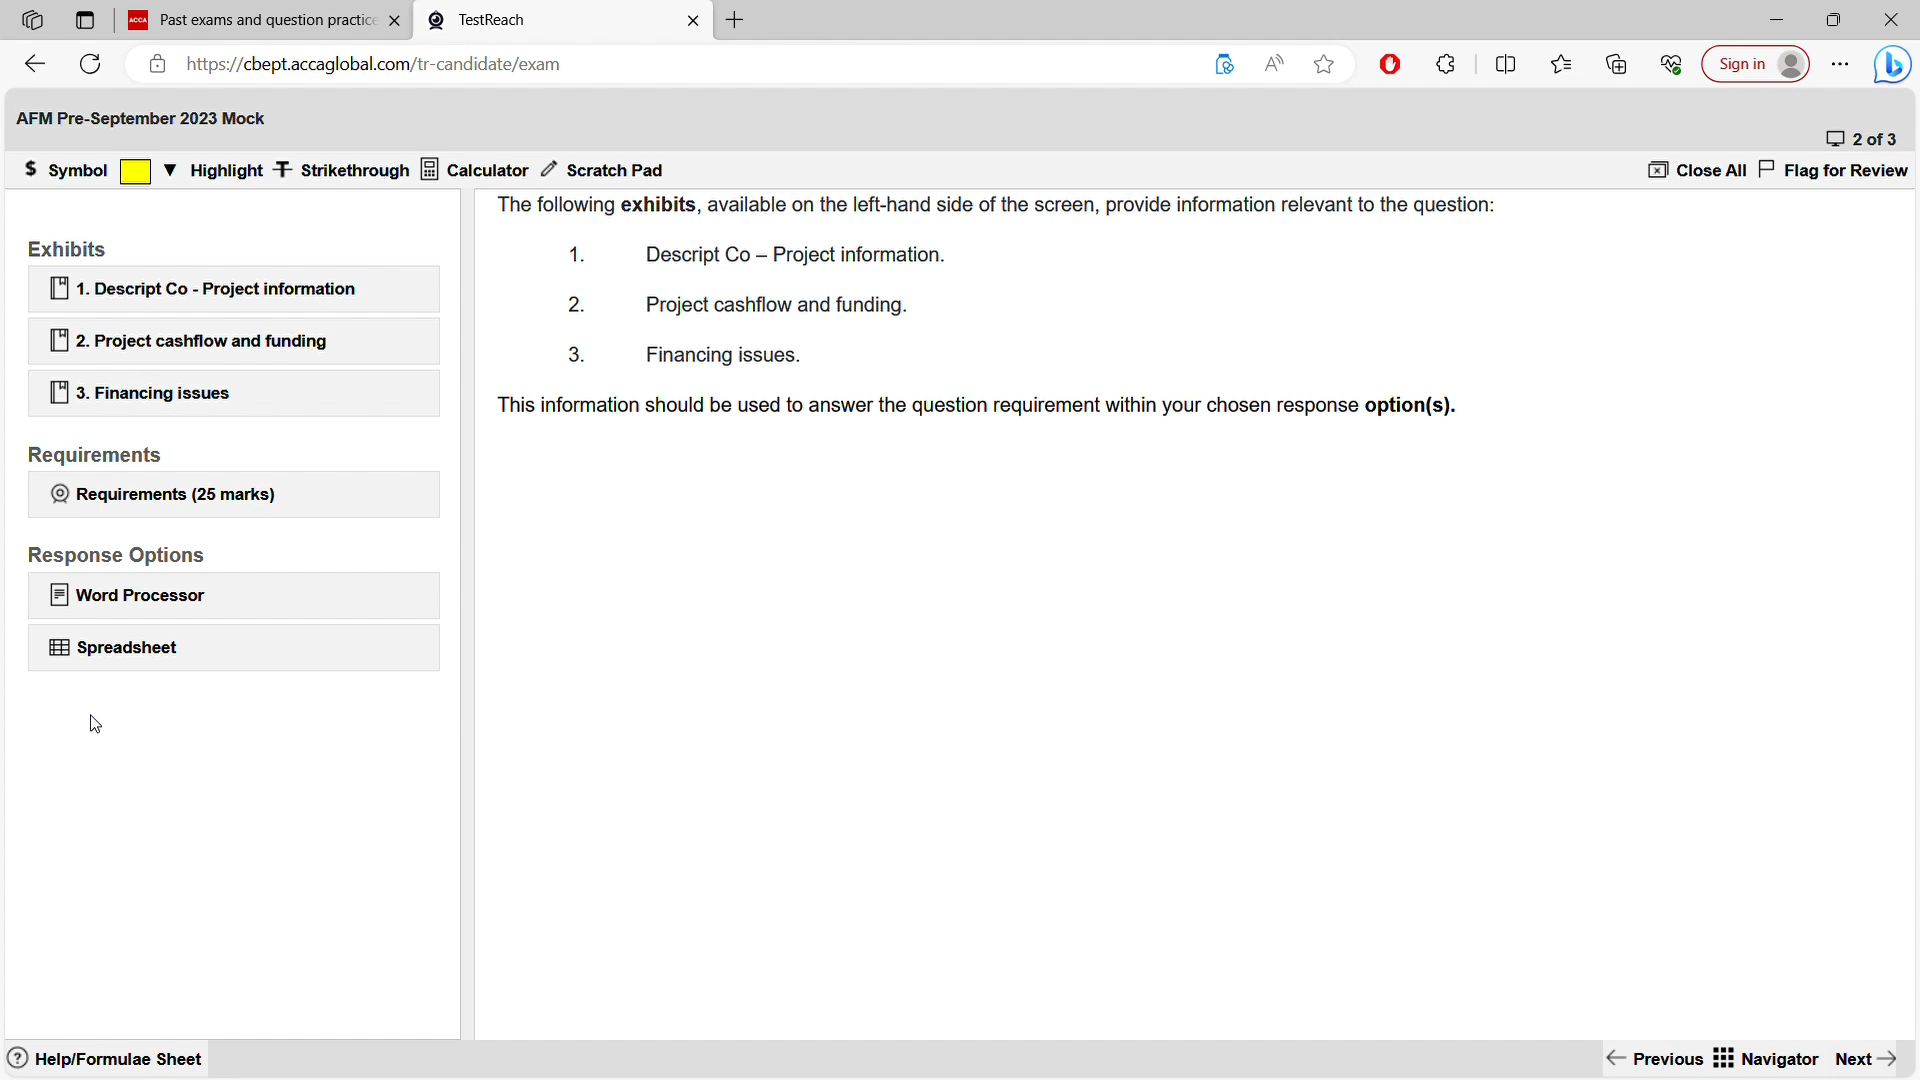 Past exams and question practice
TestReach
https://cbept.accaglobal.com/tr-candidate/exam
Sign in
AFM Pre-September 2023 Mock
2 of 3
$ Symbol Highlight Strikethrough Calculator Scratch Pad Close All Flag for Review
The following exhibits, available on the left-hand side of the screen, provide information relevant to the question:
1. Descript Co – Project information.
2. Project cashflow and funding.
3. Financing issues.
This information should be used to answer the question requirement within your chosen response option(s).
Exhibits
1. Descript Co - Project information
2. Project cashflow and funding
3. Financing issues
Requirements
Requirements (25 marks)
Response Options
Word Processor
Spreadsheet
Help/Formulae Sheet
Previous Navigator Next